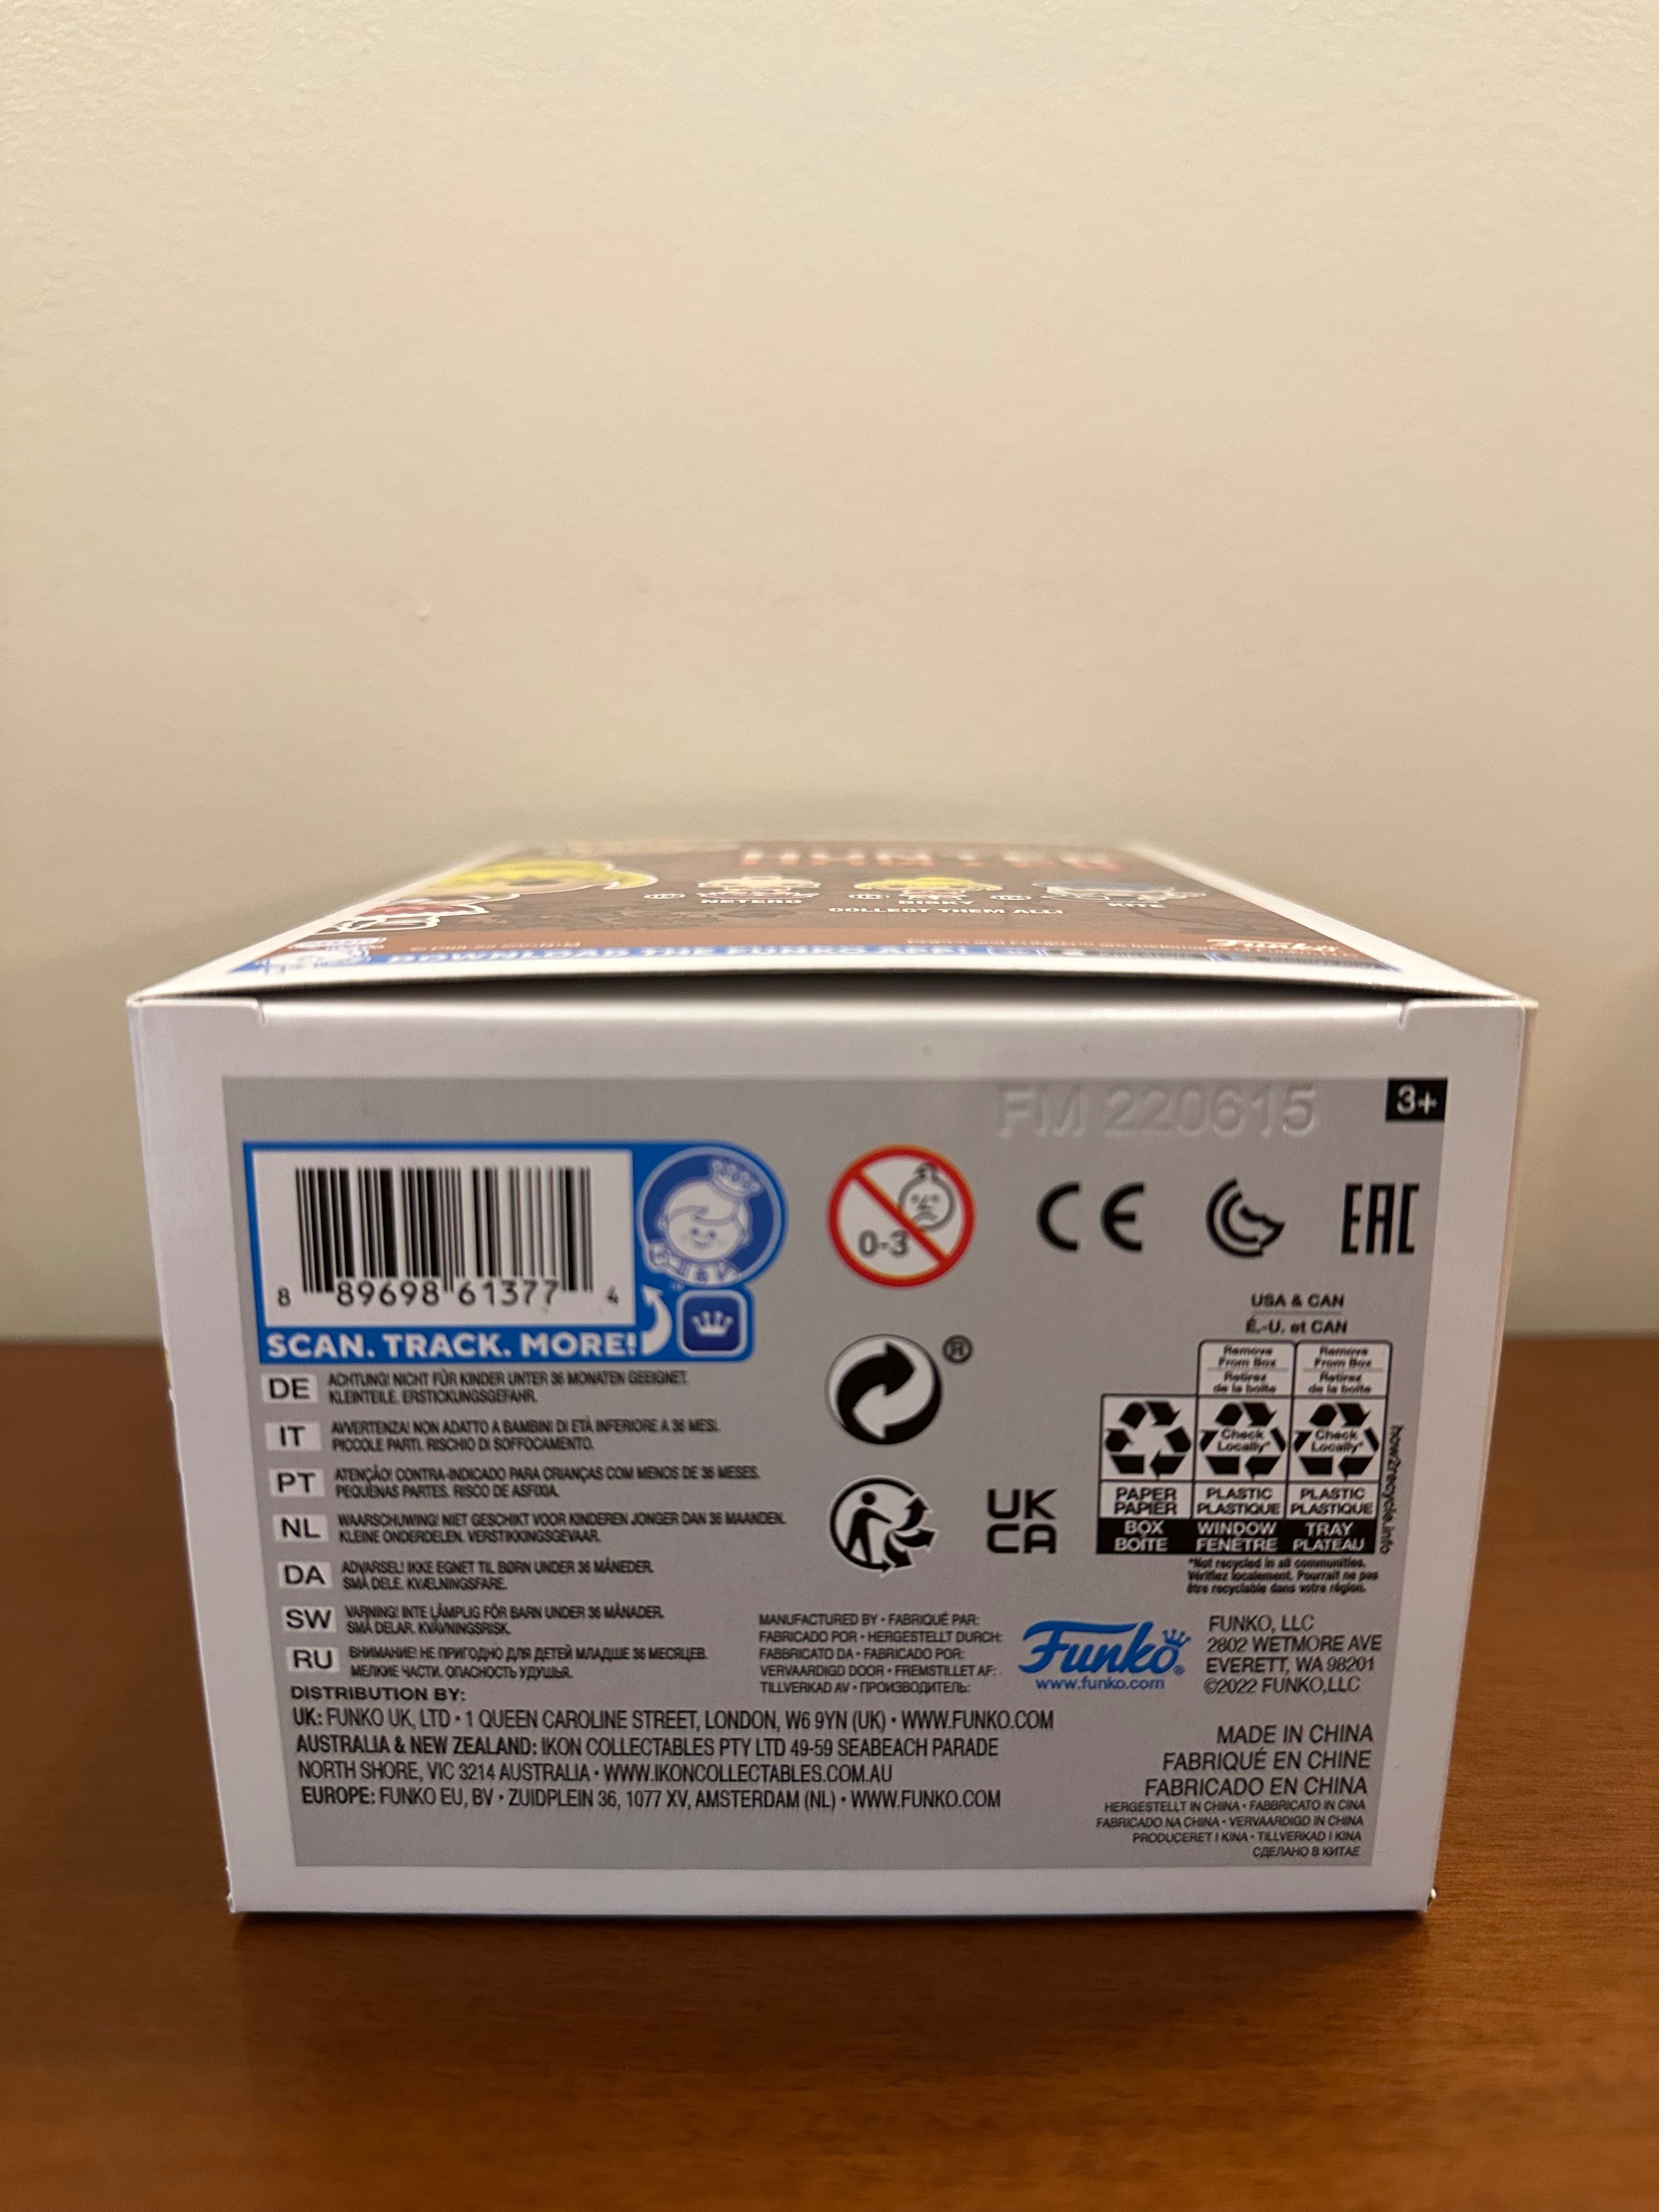 HUNTER
NETERO
BISKY
KITE
COLLECT THEM ALL!
Funko
DOWNLOAD THE FUNKO APP!
FM 220615
3+
8 89698 61377 4
SCAN. TRACK. MORE!
0-3
CE
EAC
USA & CAN
É.-U. et CAN
Remove From Box
Retirez de la boîte
Remove From Box
Retirez de la boîte
Check Locally*
Check Locally*
PAPER
PAPIER
BOX
BOÎTE
PLASTIC
PLASTIQUE
WINDOW
FENÊTRE
PLASTIC
PLASTIQUE
TRAY
PLATEAU
how2recycle.info
*Not recycled in all communities.
Vérifiez localement. Pourrait ne pas
être recyclable dans votre région.
®
UK
CA
DE ACHTUNG! NICHT FÜR KINDER UNTER 36 MONATEN GEEIGNET.
KLEINTEILE. ERSTICKUNGSGEFAHR.
IT AVVERTENZA! NON ADATTO A BAMBINI DI ETÀ INFERIORE A 36 MESI.
PICCOLE PARTI. RISCHIO DI SOFFOCAMENTO.
PT ATENÇÃO! CONTRA-INDICADO PARA CRIANÇAS COM MENOS DE 36 MESES.
PEQUENAS PARTES. RISCO DE ASFIXIA.
NL WAARSCHUWING! NIET GESCHIKT VOOR KINDEREN JONGER DAN 36 MAANDEN.
KLEINE ONDERDELEN. VERSTIKKINGSGEVAAR.
DA ADVARSEL! IKKE EGNET TIL BØRN UNDER 36 MÅNEDER.
SMÅ DELE. KVÆLNINGSFARE.
SW VARNING! INTE LÄMPLIG FÖR BARN UNDER 36 MÅNADER.
SMÅ DELAR. KVÄVNINGSRISK.
RU ВНИМАНИЕ! НЕ ПРИГОДНО ДЛЯ ДЕТЕЙ МЛАДШЕ 36 МЕСЯЦЕВ.
МЕЛКИЕ ЧАСТИ. ОПАСНОСТЬ УДУШЬЯ.
MANUFACTURED BY • FABRIQUÉ PAR:
FABRICADO POR • HERGESTELLT DURCH:
FABBRICATO DA • FABRICADO POR:
VERVAARDIGD DOOR • FREMSTILLET AF:
TILLVERKAD AV • ПРОИЗВОДИТЕЛЬ:
Funko®
www.funko.com
FUNKO, LLC
2802 WETMORE AVE
EVERETT, WA 98201
©2022 FUNKO,LLC
DISTRIBUTION BY:
UK: FUNKO UK, LTD • 1 QUEEN CAROLINE STREET, LONDON, W6 9YN (UK) • WWW.FUNKO.COM
AUSTRALIA & NEW ZEALAND: IKON COLLECTABLES PTY LTD 49-59 SEABEACH PARADE
NORTH SHORE, VIC 3214 AUSTRALIA • WWW.IKONCOLLECTABLES.COM.AU
EUROPE: FUNKO EU, BV • ZUIDPLEIN 36, 1077 XV, AMSTERDAM (NL) • WWW.FUNKO.COM
MADE IN CHINA
FABRIQUÉ EN CHINE
FABRICADO EN CHINA
HERGESTELLT IN CHINA • FABBRICATO IN CINA
FABRICADO NA CHINA • VERVAARDIGD IN CHINA
PRODUCERET I KINA • TILLVERKAD I KINA
СДЕЛАНО В КИТАЕ